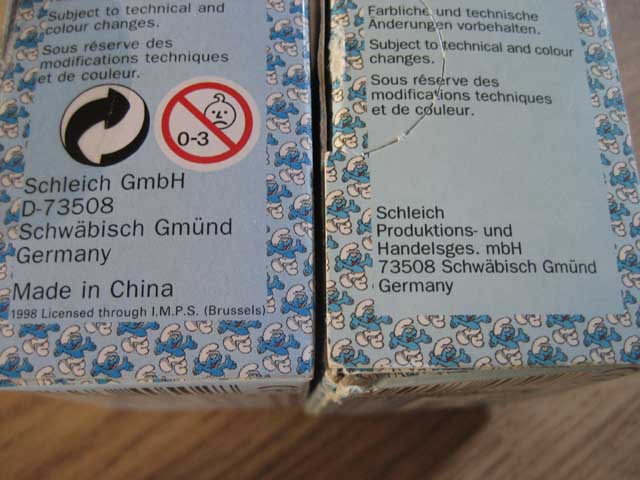 Subject to technical and
colour changes.
Sous réserve des
modifications techniques
et de couleur.
0-3
Schleich GmbH
D-73508
Schwäbisch Gmünd
Germany
Made in China
1998 Licensed through I.M.P.S. (Brussels)
Farbliche und technische
Änderungen vorbehalten.
Subject to technical and colour
changes.
Sous réserve des
modifications techniques
et de couleur.
Schleich
Produktions- und
Handelsges. mbH
73508 Schwäbisch Gmünd
Germany